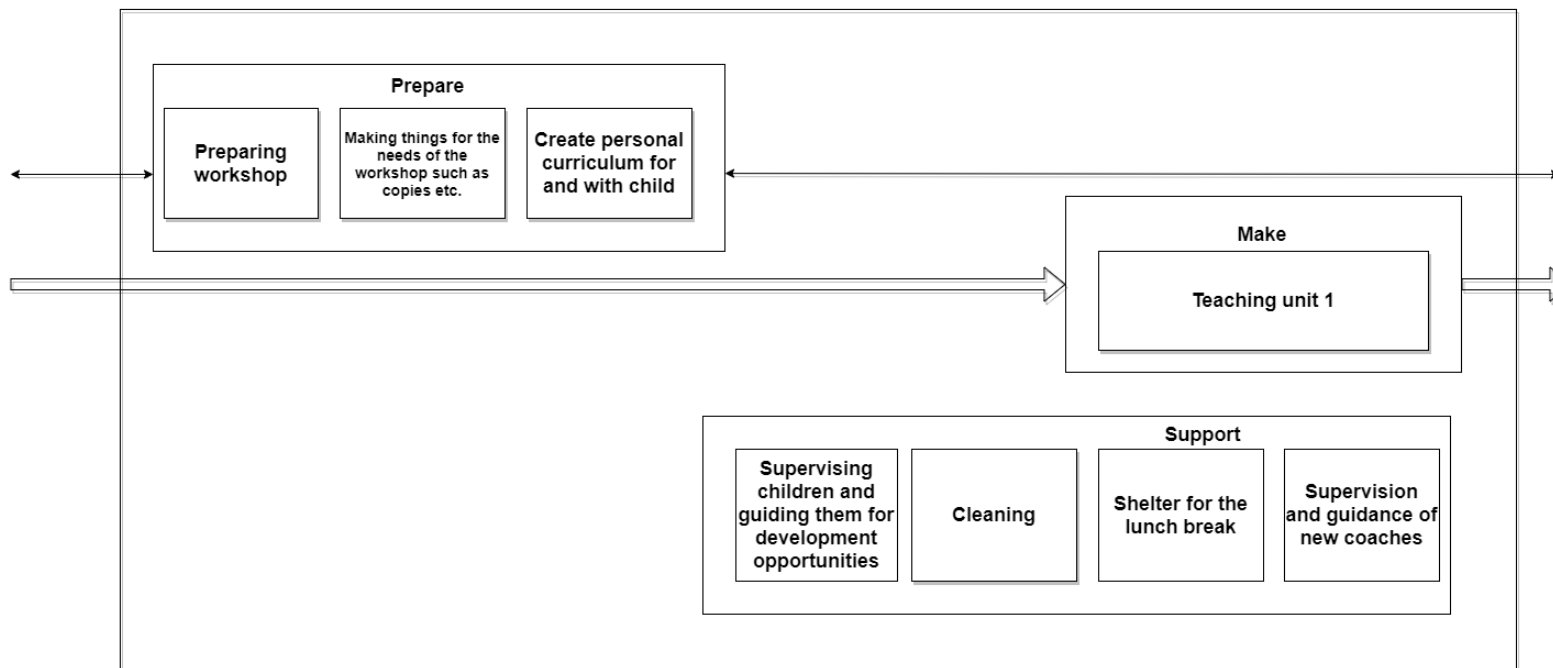 Prepare
Preparing
workshop
Making things for the
needs of the
workshop such as
copies etc.
Create personal
curriculum for
and with child
Make
Teaching unit 1
Support
Supervising
children and
guiding them for
development
opportunities
Cleaning
Shelter for the
lunch break
Supervision
and guidance of
new coaches